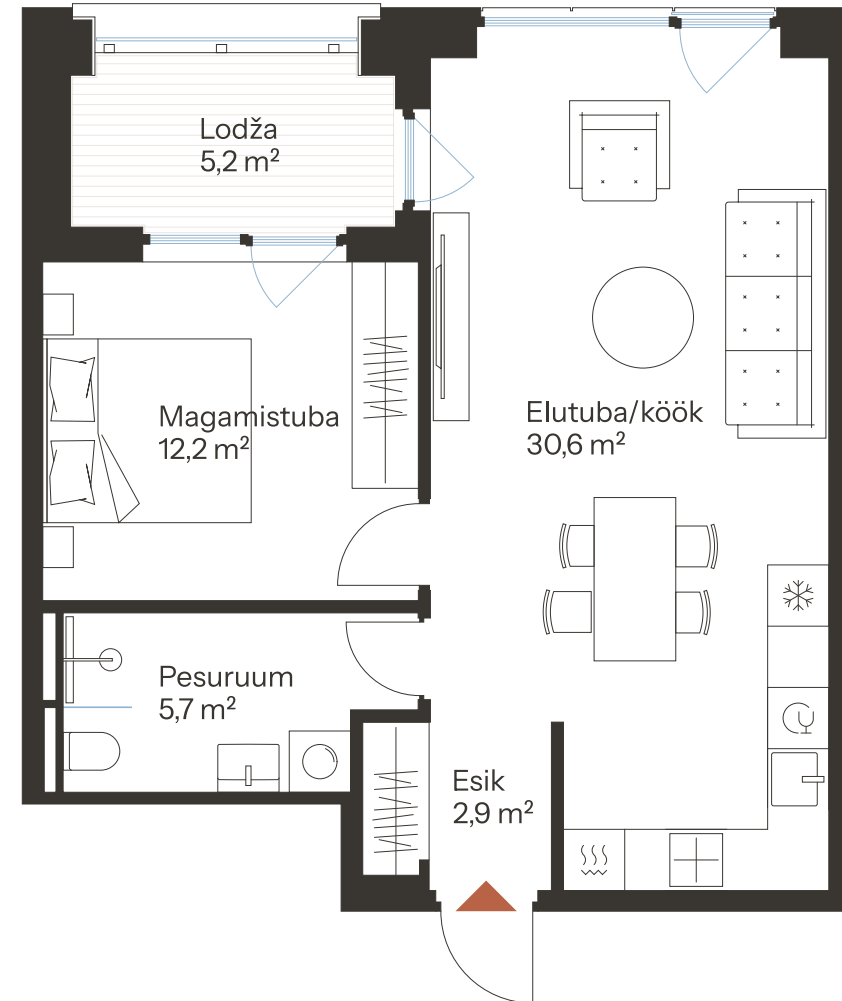 Lodža
5,2 m²
Magamistuba
12,2 m²
Elutuba/köök
30,6 m²
Pesuruum
5,7 m²
Esik
2,9 m²